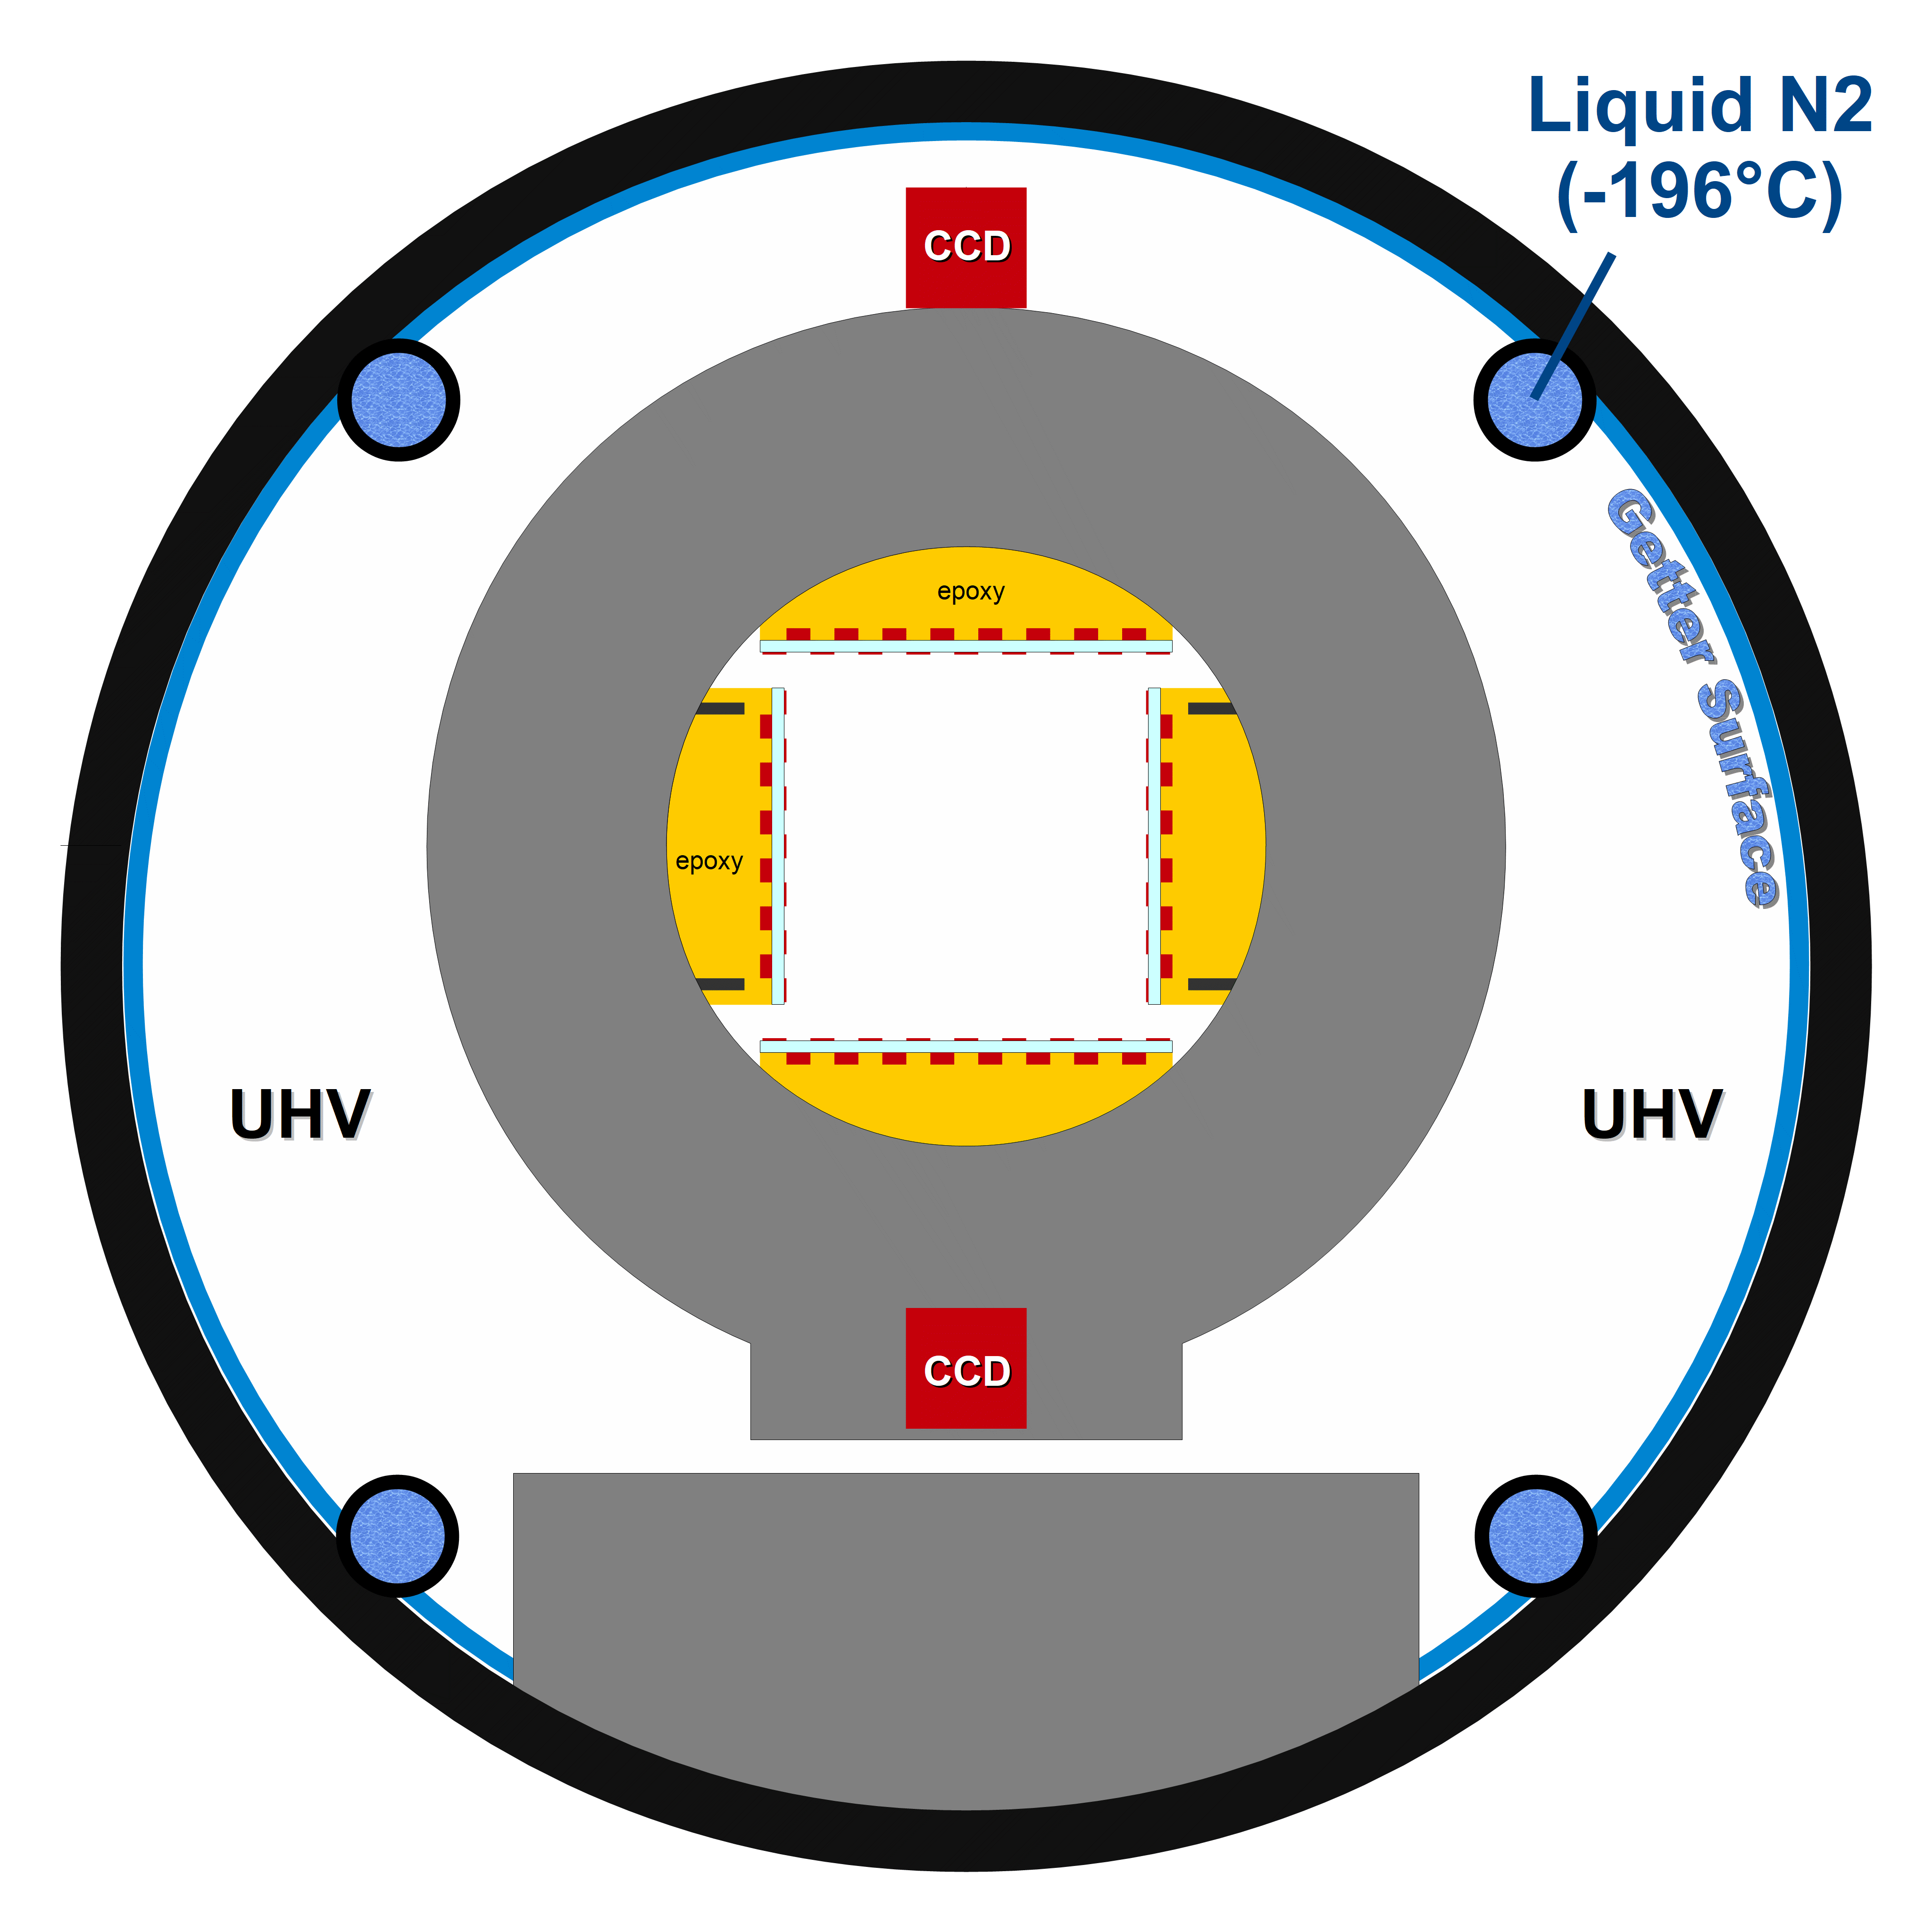 Liquid N2
(-196°C)
CCD
Getter Surface
epoxy
epoxy
UHV
UHV
CCD